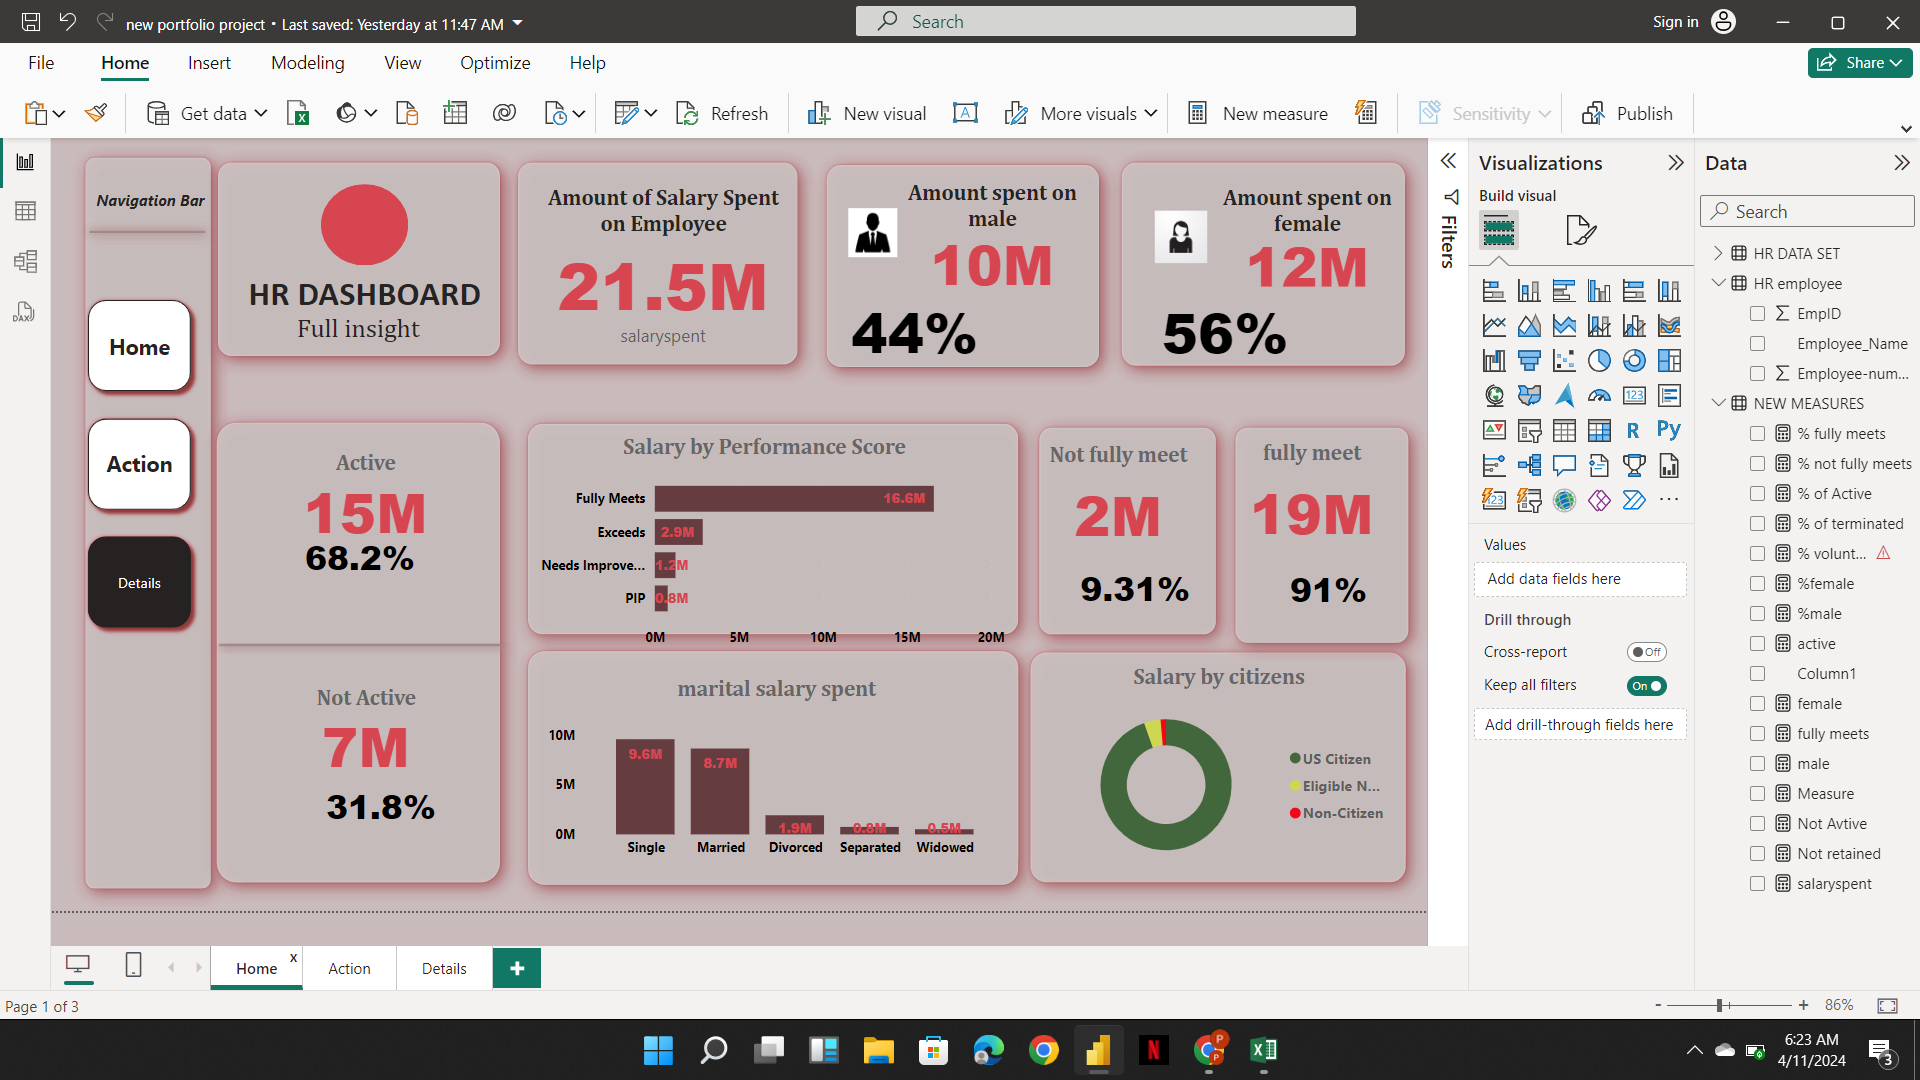 new portfolio project • Last saved: Yesterday at 11:47 AM
Search
Sign in
File
Home
Insert
Modeling
View
Optimize
Help
Share
Get data
Refresh
New visual
More visuals
New measure
Sensitivity
Publish
Navigation Bar
Home
Action
Details
HR DASHBOARD
Full insight
Amount of Salary Spent
on Employee
21.5M
salaryspent
Amount spent on
male
10M
44%
Amount spent on
female
12M
56%
Active
15M
68.2%
Not Active
7M
31.8%
Salary by Performance Score
Fully Meets
16.6M
Exceeds
2.9M
Needs Improve...
1.2M
PIP
0.8M
0M
5M
10M
15M
20M
Not fully meet
2M
9.31%
fully meet
19M
91%
marital salary spent
10M
5M
0M
9.6M
8.7M
1.9M
0.8M
0.5M
Single
Married
Divorced
Separated
Widowed
Salary by citizens
US Citizen
Eligible N...
Non-Citizen
Filters
Visualizations
Build visual
123
R
Py
123
Values
Add data fields here
Drill through
Cross-report
Off
Keep all filters
On
Add drill-through fields here
Data
Search
HR DATA SET
HR employee
EmpID
Employee_Name
Employee-num...
NEW MEASURES
% fully meets
% not fully meets
% of Active
% of terminated
% volunt...
%female
%male
active
Column1
female
fully meets
male
Measure
Not Avtive
Not retained
salaryspent
DAX
Home
x
Action
Details
+
Page 1 of 3
-
+
86%
N
P
P
6:23 AM
4/11/2024
3